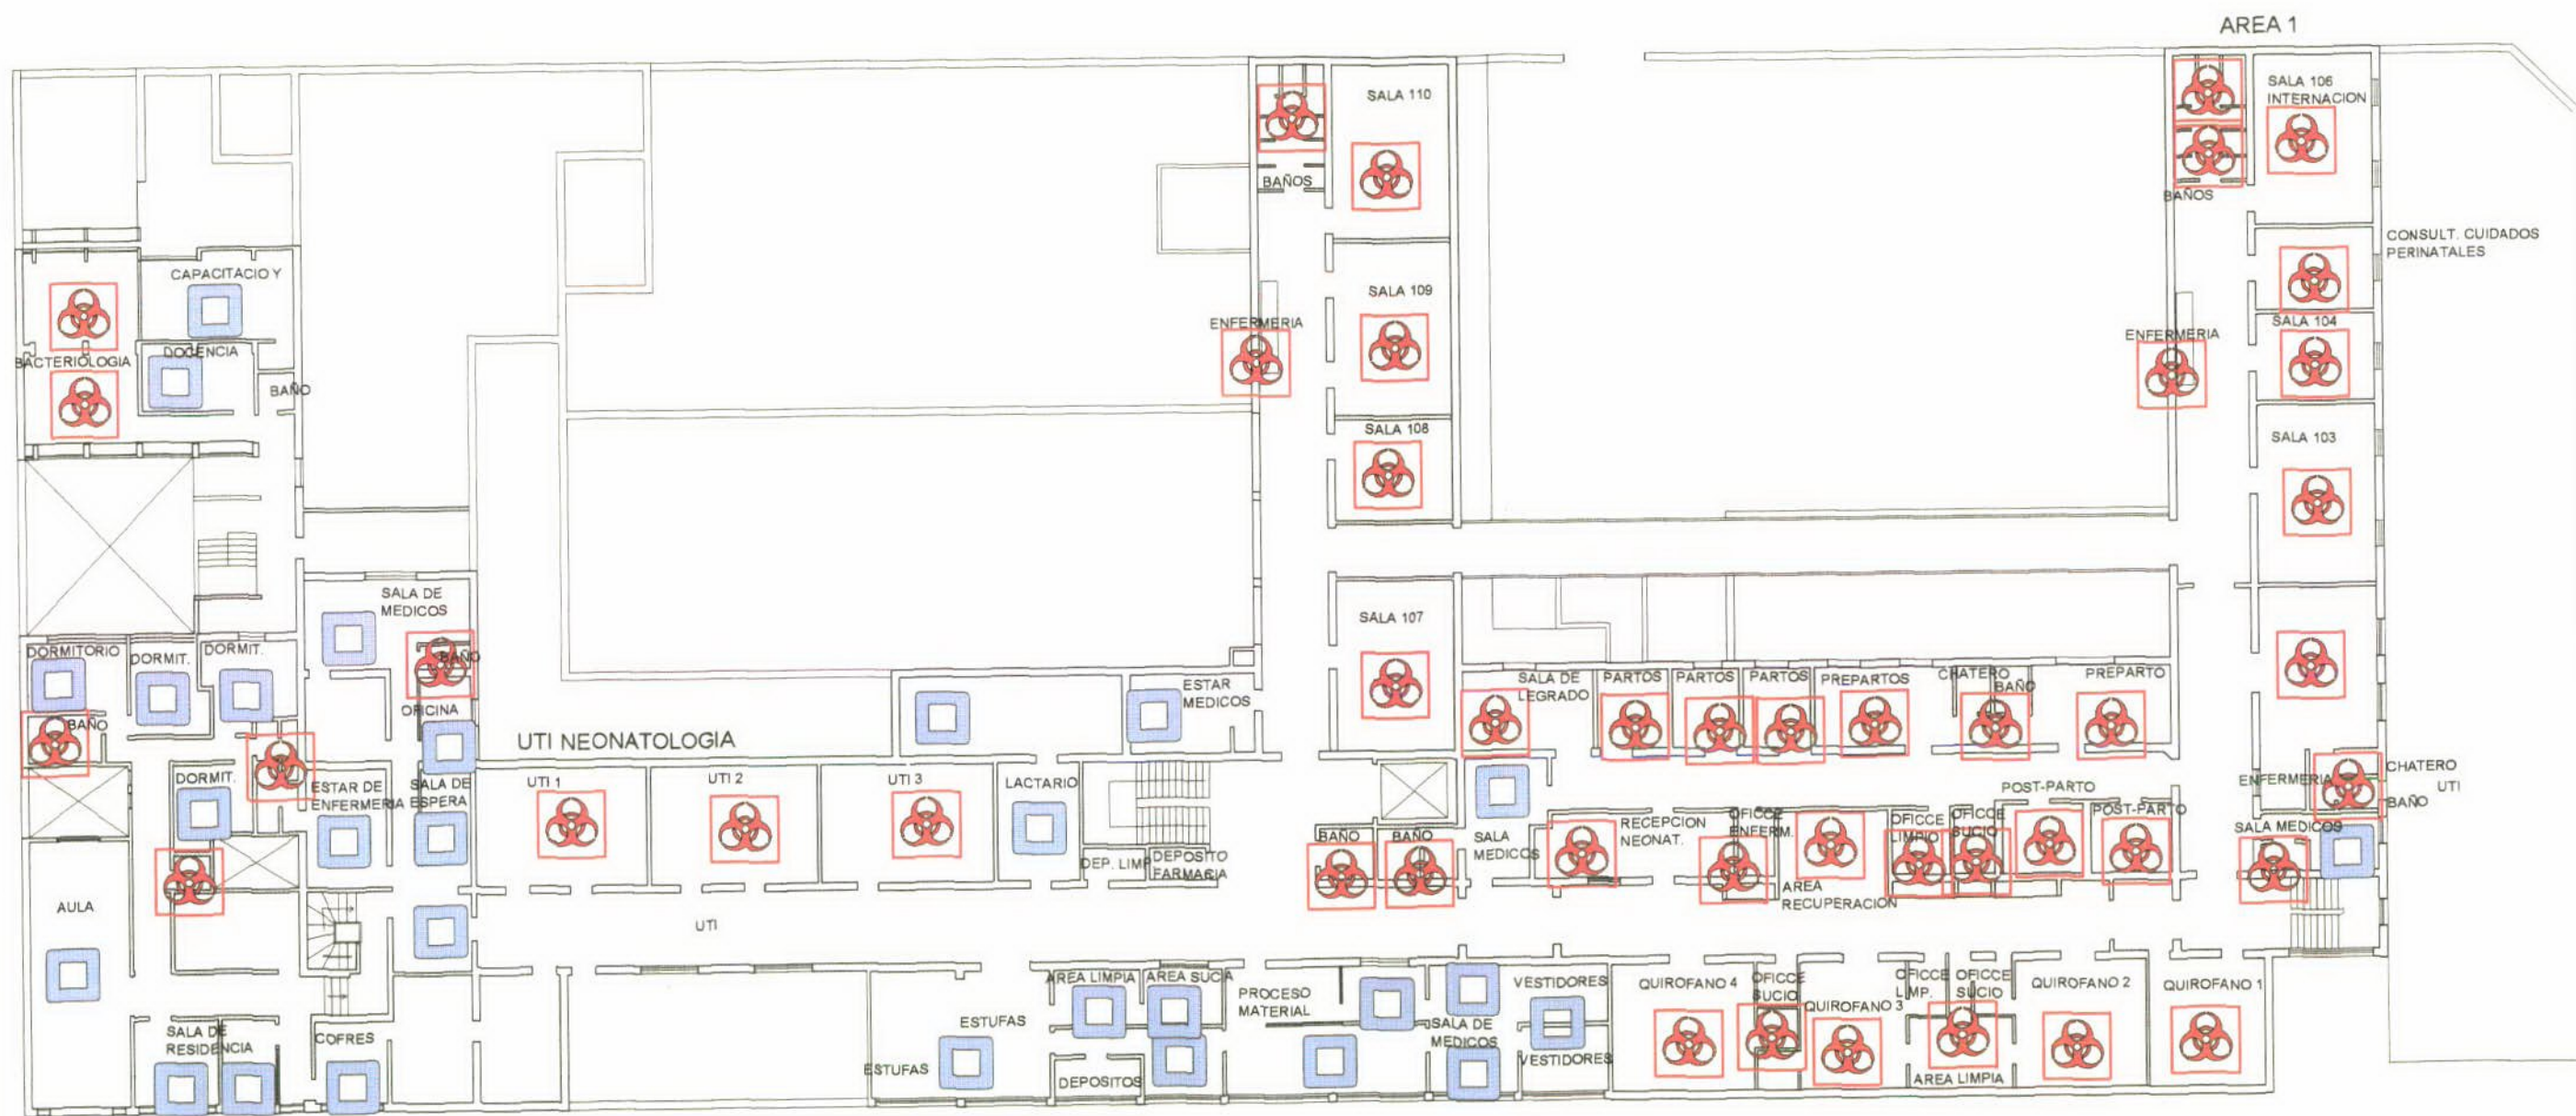 AREA 1
SALA 106
INTERNACION
SALA 110
BAÑOS
BAÑOS
CONSULT. CUIDADOS
PERINATALES
CAPACITACIO Y
SALA 109
ENFERMERIA
SALA 104
ENFERMERIA
DOCENCIA
BACTERIOLOGIA
BAÑO
SALA 108
SALA 103
SALA DE
MEDICOS
SALA 107
DORMITORIO
DORMIT.
DORMIT.
BAÑO
SALA DE
LEGRADO
PARTOS
PARTOS
PARTOS
PREPARTOS
CHATERO
BAÑO
PREPARTO
ESTAR
MEDICOS
OFICINA
BAÑO
UTI NEONATOLOGIA
DORMIT.
ESTAR DE
ENFERMERIA
SALA DE
ESPERA
UTI 1
UTI 2
UTI 3
LACTARIO
POST-PARTO
ENFERMERIA
CHATERO
UTI
BAÑO
POST-PARTO
BAÑO
BAÑO
SALA
MEDICOS
RECEPCION
NEONAT.
OFICCE
ENFERM.
OFICCE
LIMPIO
OFICCE
SUCIO
SALA MEDICOS
DEP. LIMP
DEPOSITO
FARMACIA
AREA
RECUPERACION
AULA
UTI
AREA LIMPIA
AREA SUCIA
PROCESO
MATERIAL
VESTIDORES
QUIROFANO 4
OFICCE
SUCIO
QUIROFANO 3
OFICCE
LIMP.
OFICCE
SUCIO
QUIROFANO 2
QUIROFANO 1
SALA DE
RESIDENCIA
COFRES
ESTUFAS
ESTUFAS
DEPOSITOS
SALA DE
MEDICOS
VESTIDORES
AREA LIMPIA